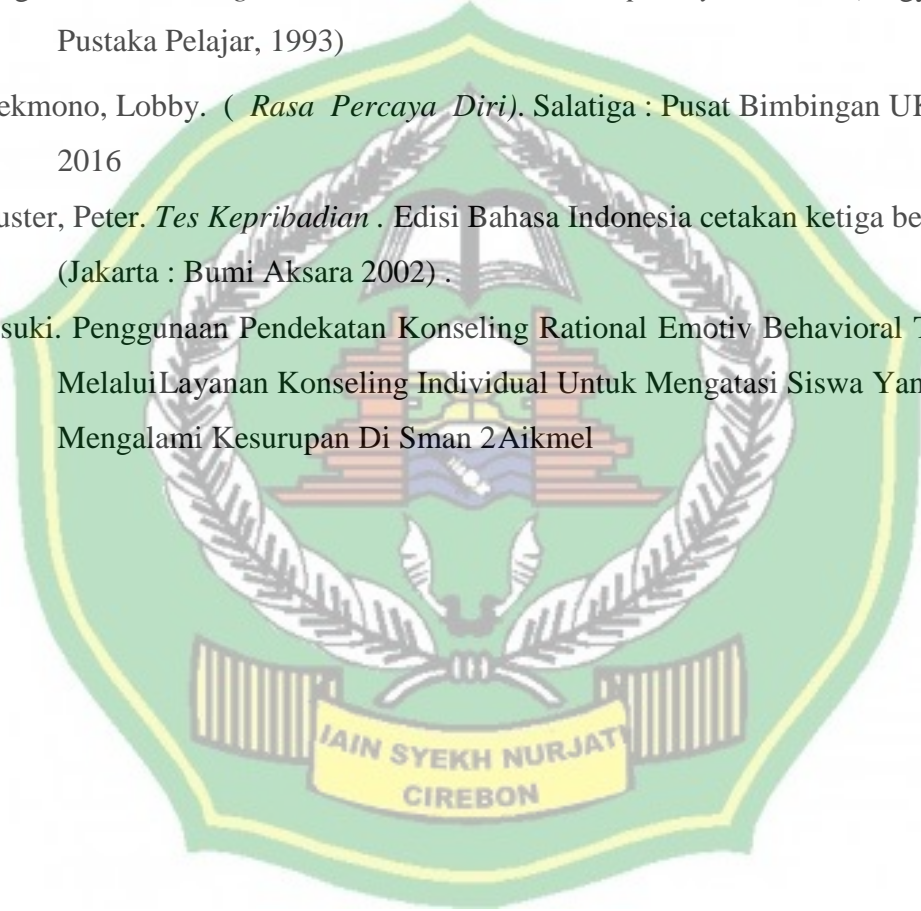 Pustaka Pelajar, 1993)
ekmono, Lobby. ( Rasa Percaya Diri). Salatiga : Pusat Bimbingan
2016
uster, Peter. Tes Kepribadian . Edisi Bahasa Indonesia cetakan ketiga be
(Jakarta : Bumi Aksara 2002) .
suki. Penggunaan Pendekatan Konseling Rational Emotiv Behavioral
MelaluiLayanan Konseling Individual Untuk Mengatasi Siswa Yan
Mengalami Kesurupan Di Sman 2Aikmel
IAIN SYEKH NURJATI
CIREBON